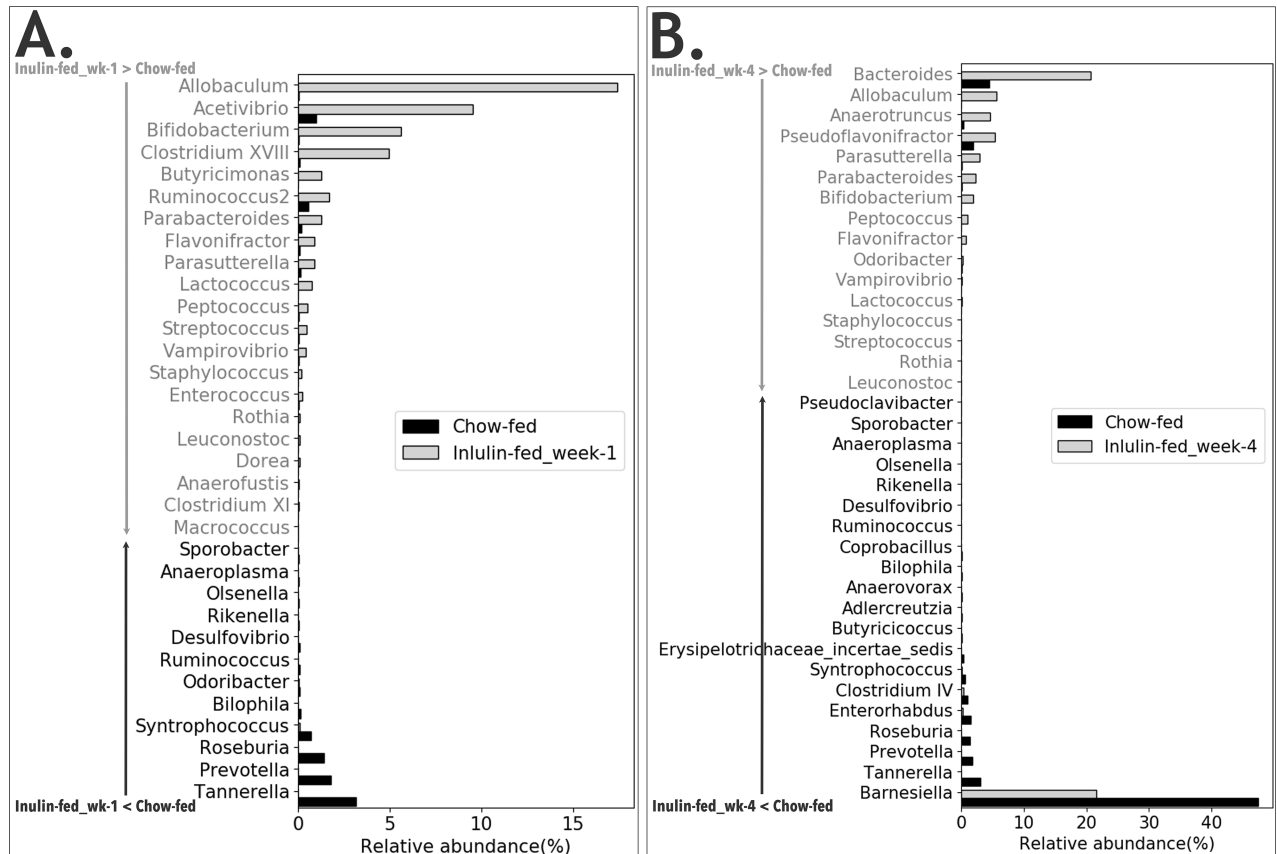 A.
Inulin-fed_wk-1 > Chow-fed
Allobaculum
Acetivibrio
Bifidobacterium
Clostridium XVIII
Butyricimonas
Ruminococcus2
Parabacteroides
Flavonifractor
Parasutterella
Lactococcus
Peptococcus
Streptococcus
Vampirovibrio
Staphylococcus
Enterococcus
Rothia
Leuconostoc
Dorea
Anaerofustis
Clostridium XI
Macrococcus
Sporobacter
Anaeroplasma
Olsenella
Rikenella
Desulfovibrio
Ruminococcus
Odoribacter
Bilophila
Syntrophococcus
Roseburia
Prevotella
Tannerella
Inulin-fed_wk-1 < Chow-fed
Chow-fed
Inlulin-fed_week-1
0 5 10 15
Relative abundance(%)
B.
Inulin-fed_wk-4 > Chow-fed
Bacteroides
Allobaculum
Anaerotruncus
Pseudoflavonifractor
Parasutterella
Parabacteroides
Bifidobacterium
Peptococcus
Flavonifractor
Odoribacter
Vampirovibrio
Lactococcus
Staphylococcus
Streptococcus
Rothia
Leuconostoc
Pseudoclavibacter
Sporobacter
Anaeroplasma
Olsenella
Rikenella
Desulfovibrio
Ruminococcus
Coprobacillus
Bilophila
Anaerovorax
Adlercreutzia
Butyricicoccus
Erysipelotrichaceae_incertae_sedis
Syntrophococcus
Clostridium IV
Enterorhabdus
Roseburia
Prevotella
Tannerella
Barnesiella
Inulin-fed_wk-4 < Chow-fed
Chow-fed
Inlulin-fed_week-4
0 10 20 30 40
Relative abundance(%)